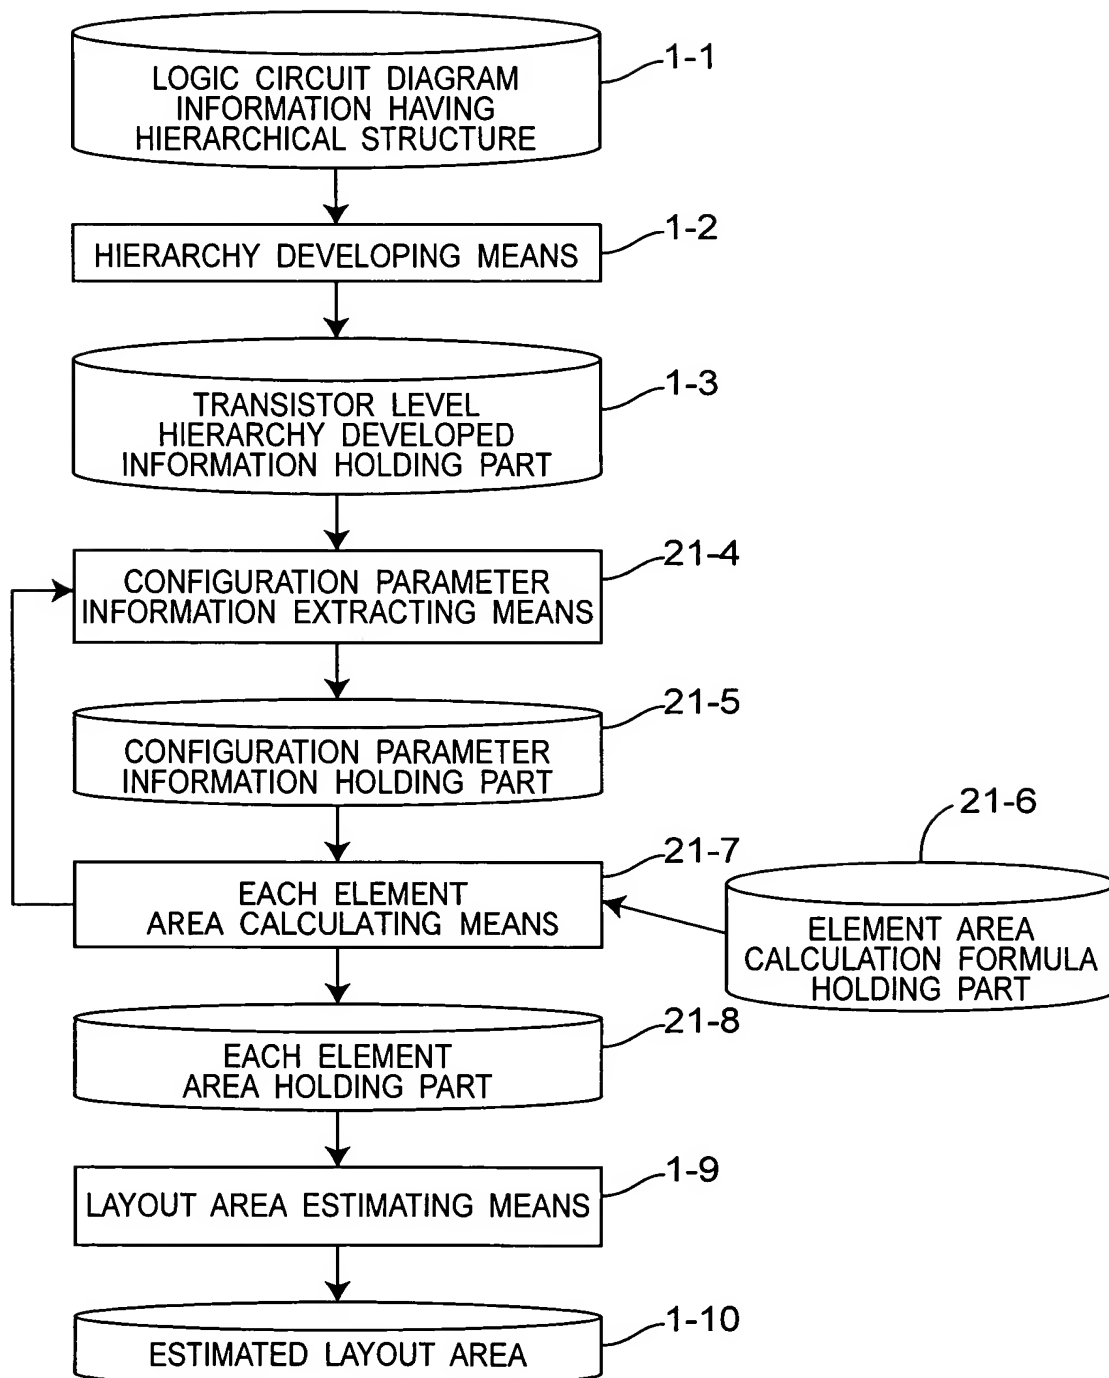 LOGIC CIRCUIT DIAGRAM
INFORMATION HAVING
HIERARCHICAL STRUCTURE
1-1
HIERARCHY DEVELOPING MEANS
1-2
TRANSISTOR LEVEL
HIERARCHY DEVELOPED
INFORMATION HOLDING PART
1-3
CONFIGURATION PARAMETER
INFORMATION EXTRACTING MEANS
21-4
CONFIGURATION PARAMETER
INFORMATION HOLDING PART
21-5
EACH ELEMENT
AREA CALCULATING MEANS
21-7
ELEMENT AREA
CALCULATION FORMULA
HOLDING PART
21-6
EACH ELEMENT
AREA HOLDING PART
21-8
LAYOUT AREA ESTIMATING MEANS
1-9
ESTIMATED LAYOUT AREA
1-10